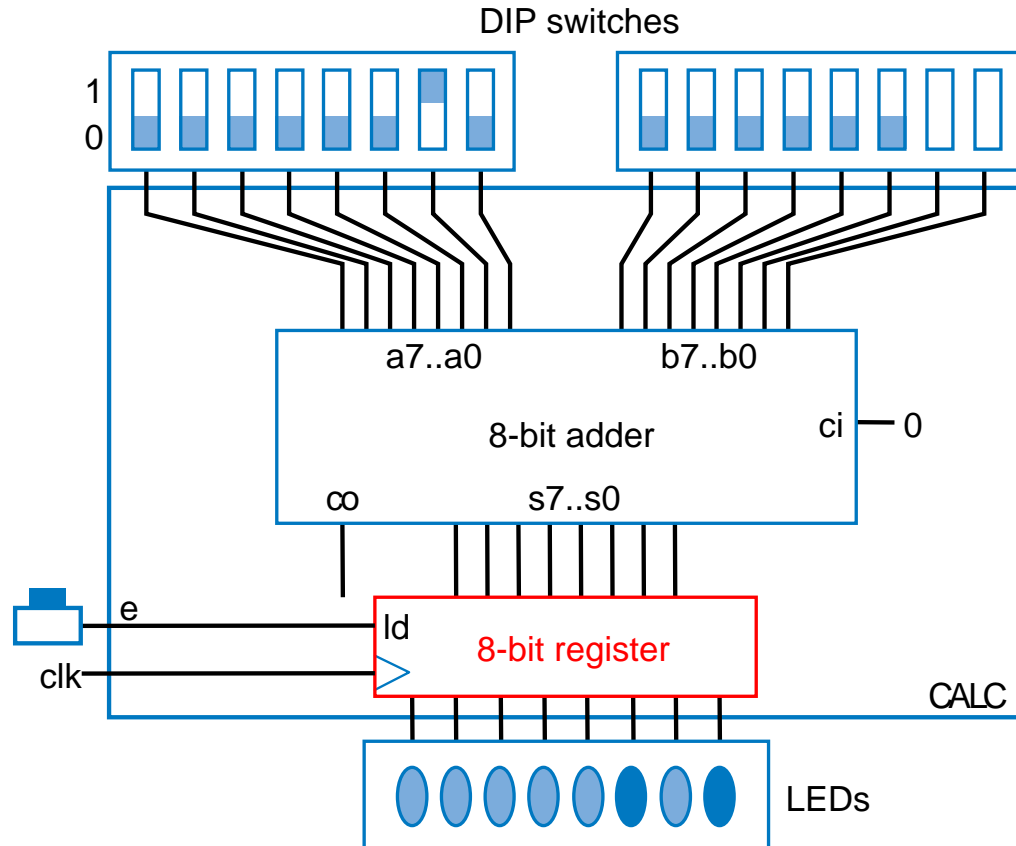 DIP switches
1
0
a7..a0
b7..b0
8-bit adder
ci
0
co
s7..s0
e
ld
8-bit register
clk
CALC
LEDs